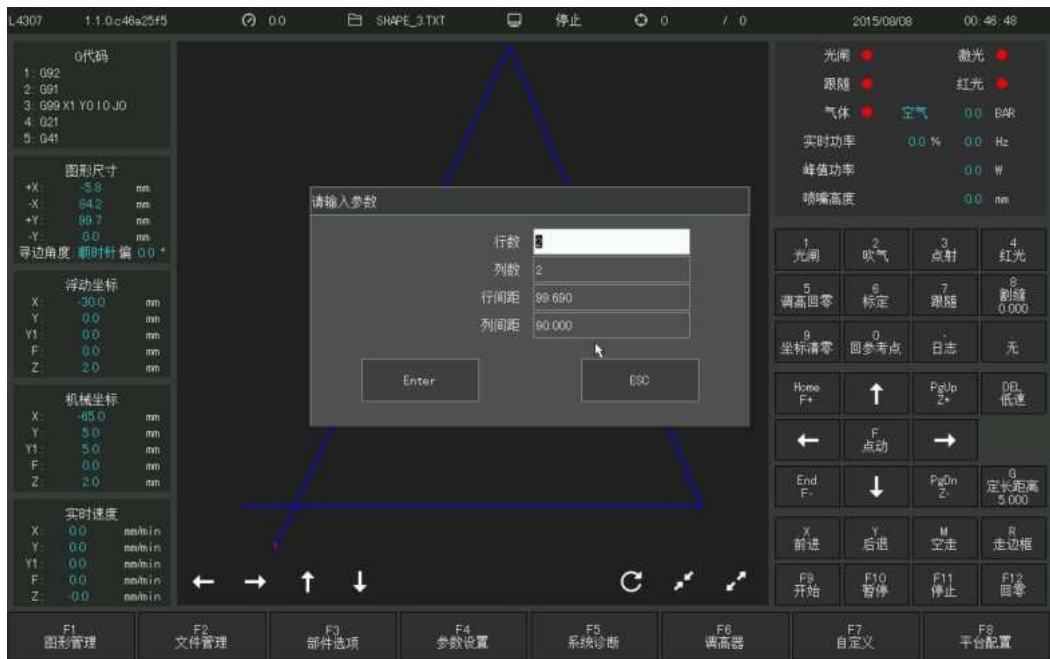 L4307 1.1.0.c46a25f5 0.0 SHAPE_3.TXT 停止 0 / 0 2015/08/08 00:46:48
G代码
1: G92
2: G91
3: G99 X1 Y0 I0 J0
4: G21
5: G41
图形尺寸
+X: -5.8 mm
-X: 84.2 mm
+Y: 99.7 mm
-Y: 0.0 mm
寻边角度: 顺时针 偏 0.0 °
浮动坐标
X: -30.0 mm
Y: 0.0 mm
Y1: 0.0 mm
F: 0.0 mm
Z: 2.0 mm
机械坐标
X: -65.0 mm
Y: 5.0 mm
Y1: 5.0 mm
F: 0.0 mm
Z: 2.0 mm
实时速度
X: 0.0 mm/min
Y: 0.0 mm/min
Y1: 0.0 mm/min
F: 0.0 mm/min
Z: -0.0 mm/min
1
请输入参数
行数 2
列数 2
行间距 99.690
列间距 90.000
Enter ESC
光闸 激光
跟随 红光
气体 空气 0.0 BAR
实时功率 0.0 % 0.0 Hz
峰值功率 0.0 W
喷嘴高度 0.0 mm
1 2 3 4
光闸 吹气 点射 红光
5 6 7 8
调高回零 标定 跟随 割缝
0.000
9 0 .
坐标清零 回参考点 日志 无
Home PgUp DEL
F+ Z+ 低速
F
点动
End PgDn G
F- Z- 定长距离
5.000
X Y M R
前进 后退 空走 走边框
F9 F10 F11 F12
开始 暂停 停止 回零
F1 F2 F3 F4 F5 F6 F7 F8
图形管理 文件管理 部件选项 参数设置 系统诊断 调高器 自定义 平台配置